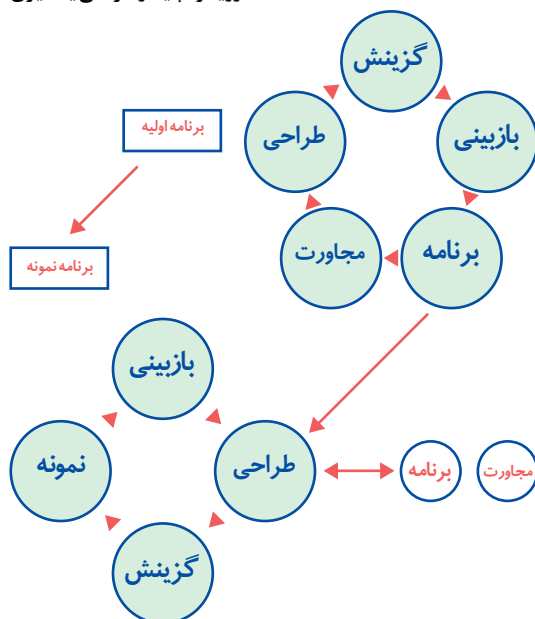 گزینش
برنامه اولیه
طراحی
بازبینی
برنامه نمونه
مجاورت
برنامه
بازبینی
نمونه
طراحی
برنامه
مجاورت
گزینش